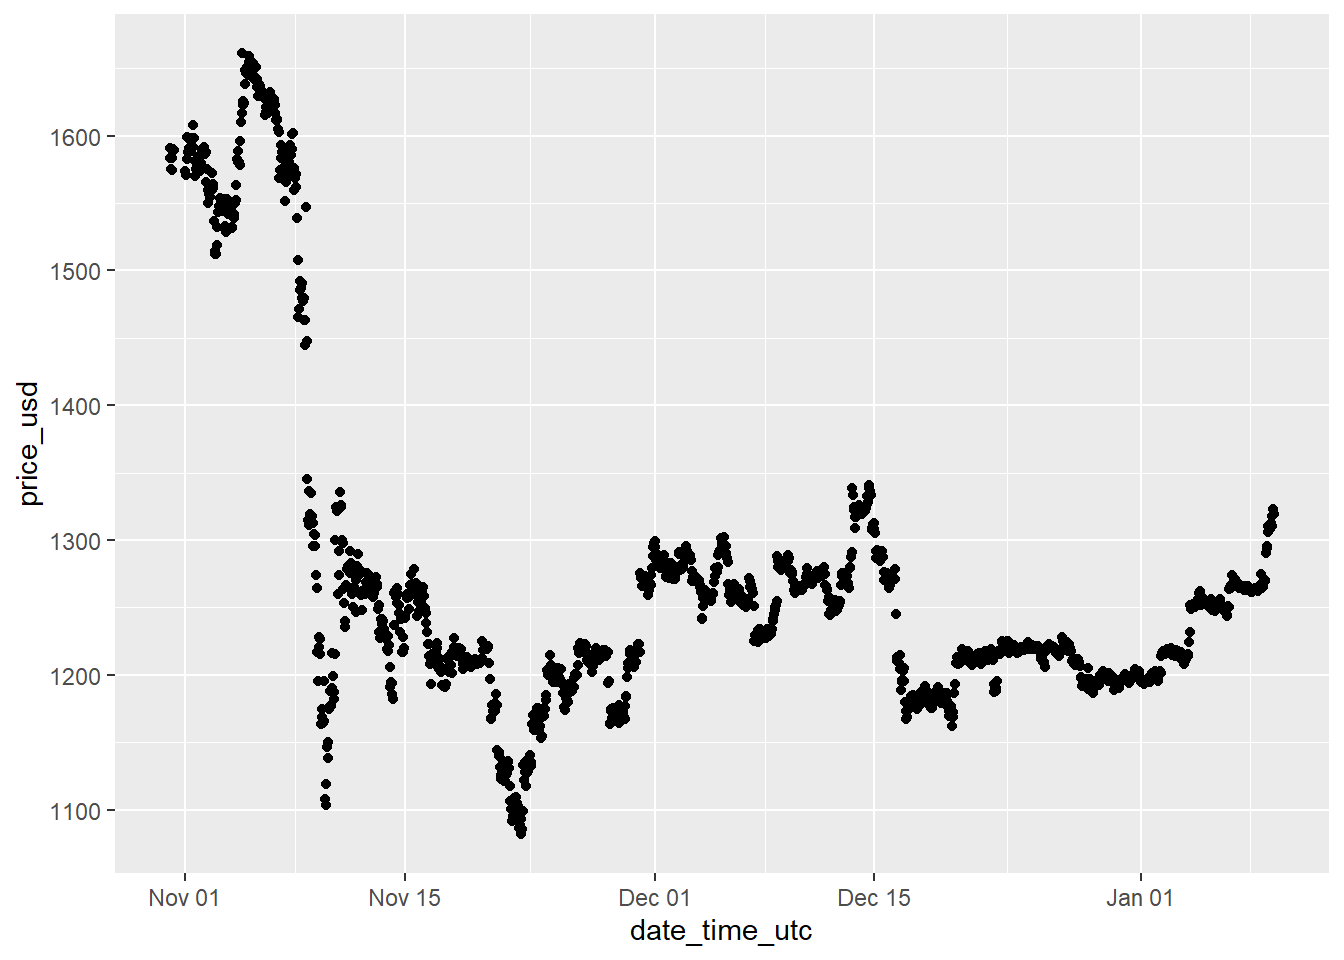 1600
1500
1400
1300
1200
1100
price_usd
Nov 01
Nov 15
Dec 01
Dec 15
Jan 01
date_time_utc